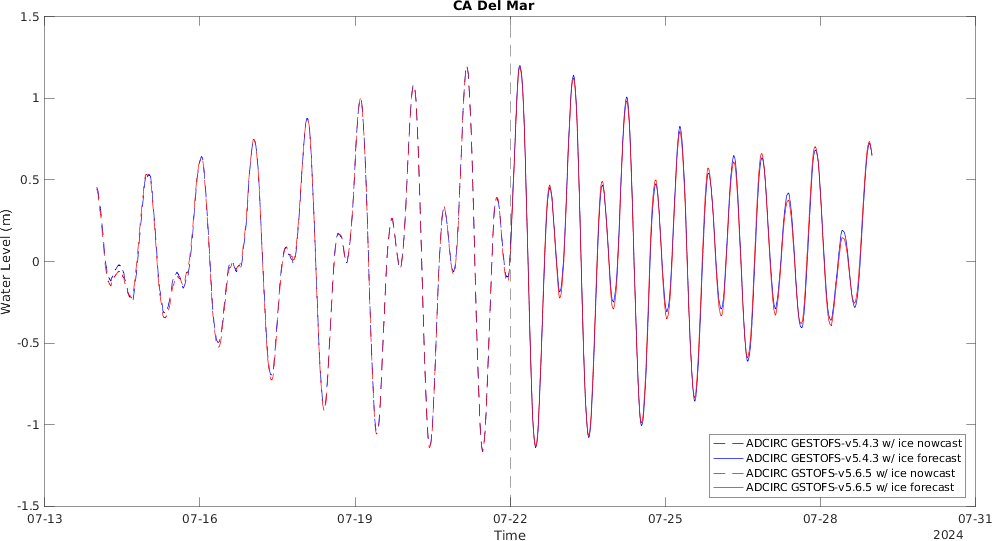 CA Del Mar
1.5
1
0.5
0
-0.5
-1
-1.5
Water Level (m)
07-13
07-16
07-19
07-22
07-25
07-28
07-31
Time
2024
ADCIRC GESTOFS-v5.4.3 w/ ice nowcast
ADCIRC GESTOFS-v5.4.3 w/ ice forecast
ADCIRC GSTOFS-v5.6.5 w/ ice nowcast
ADCIRC GSTOFS-v5.6.5 w/ ice forecast